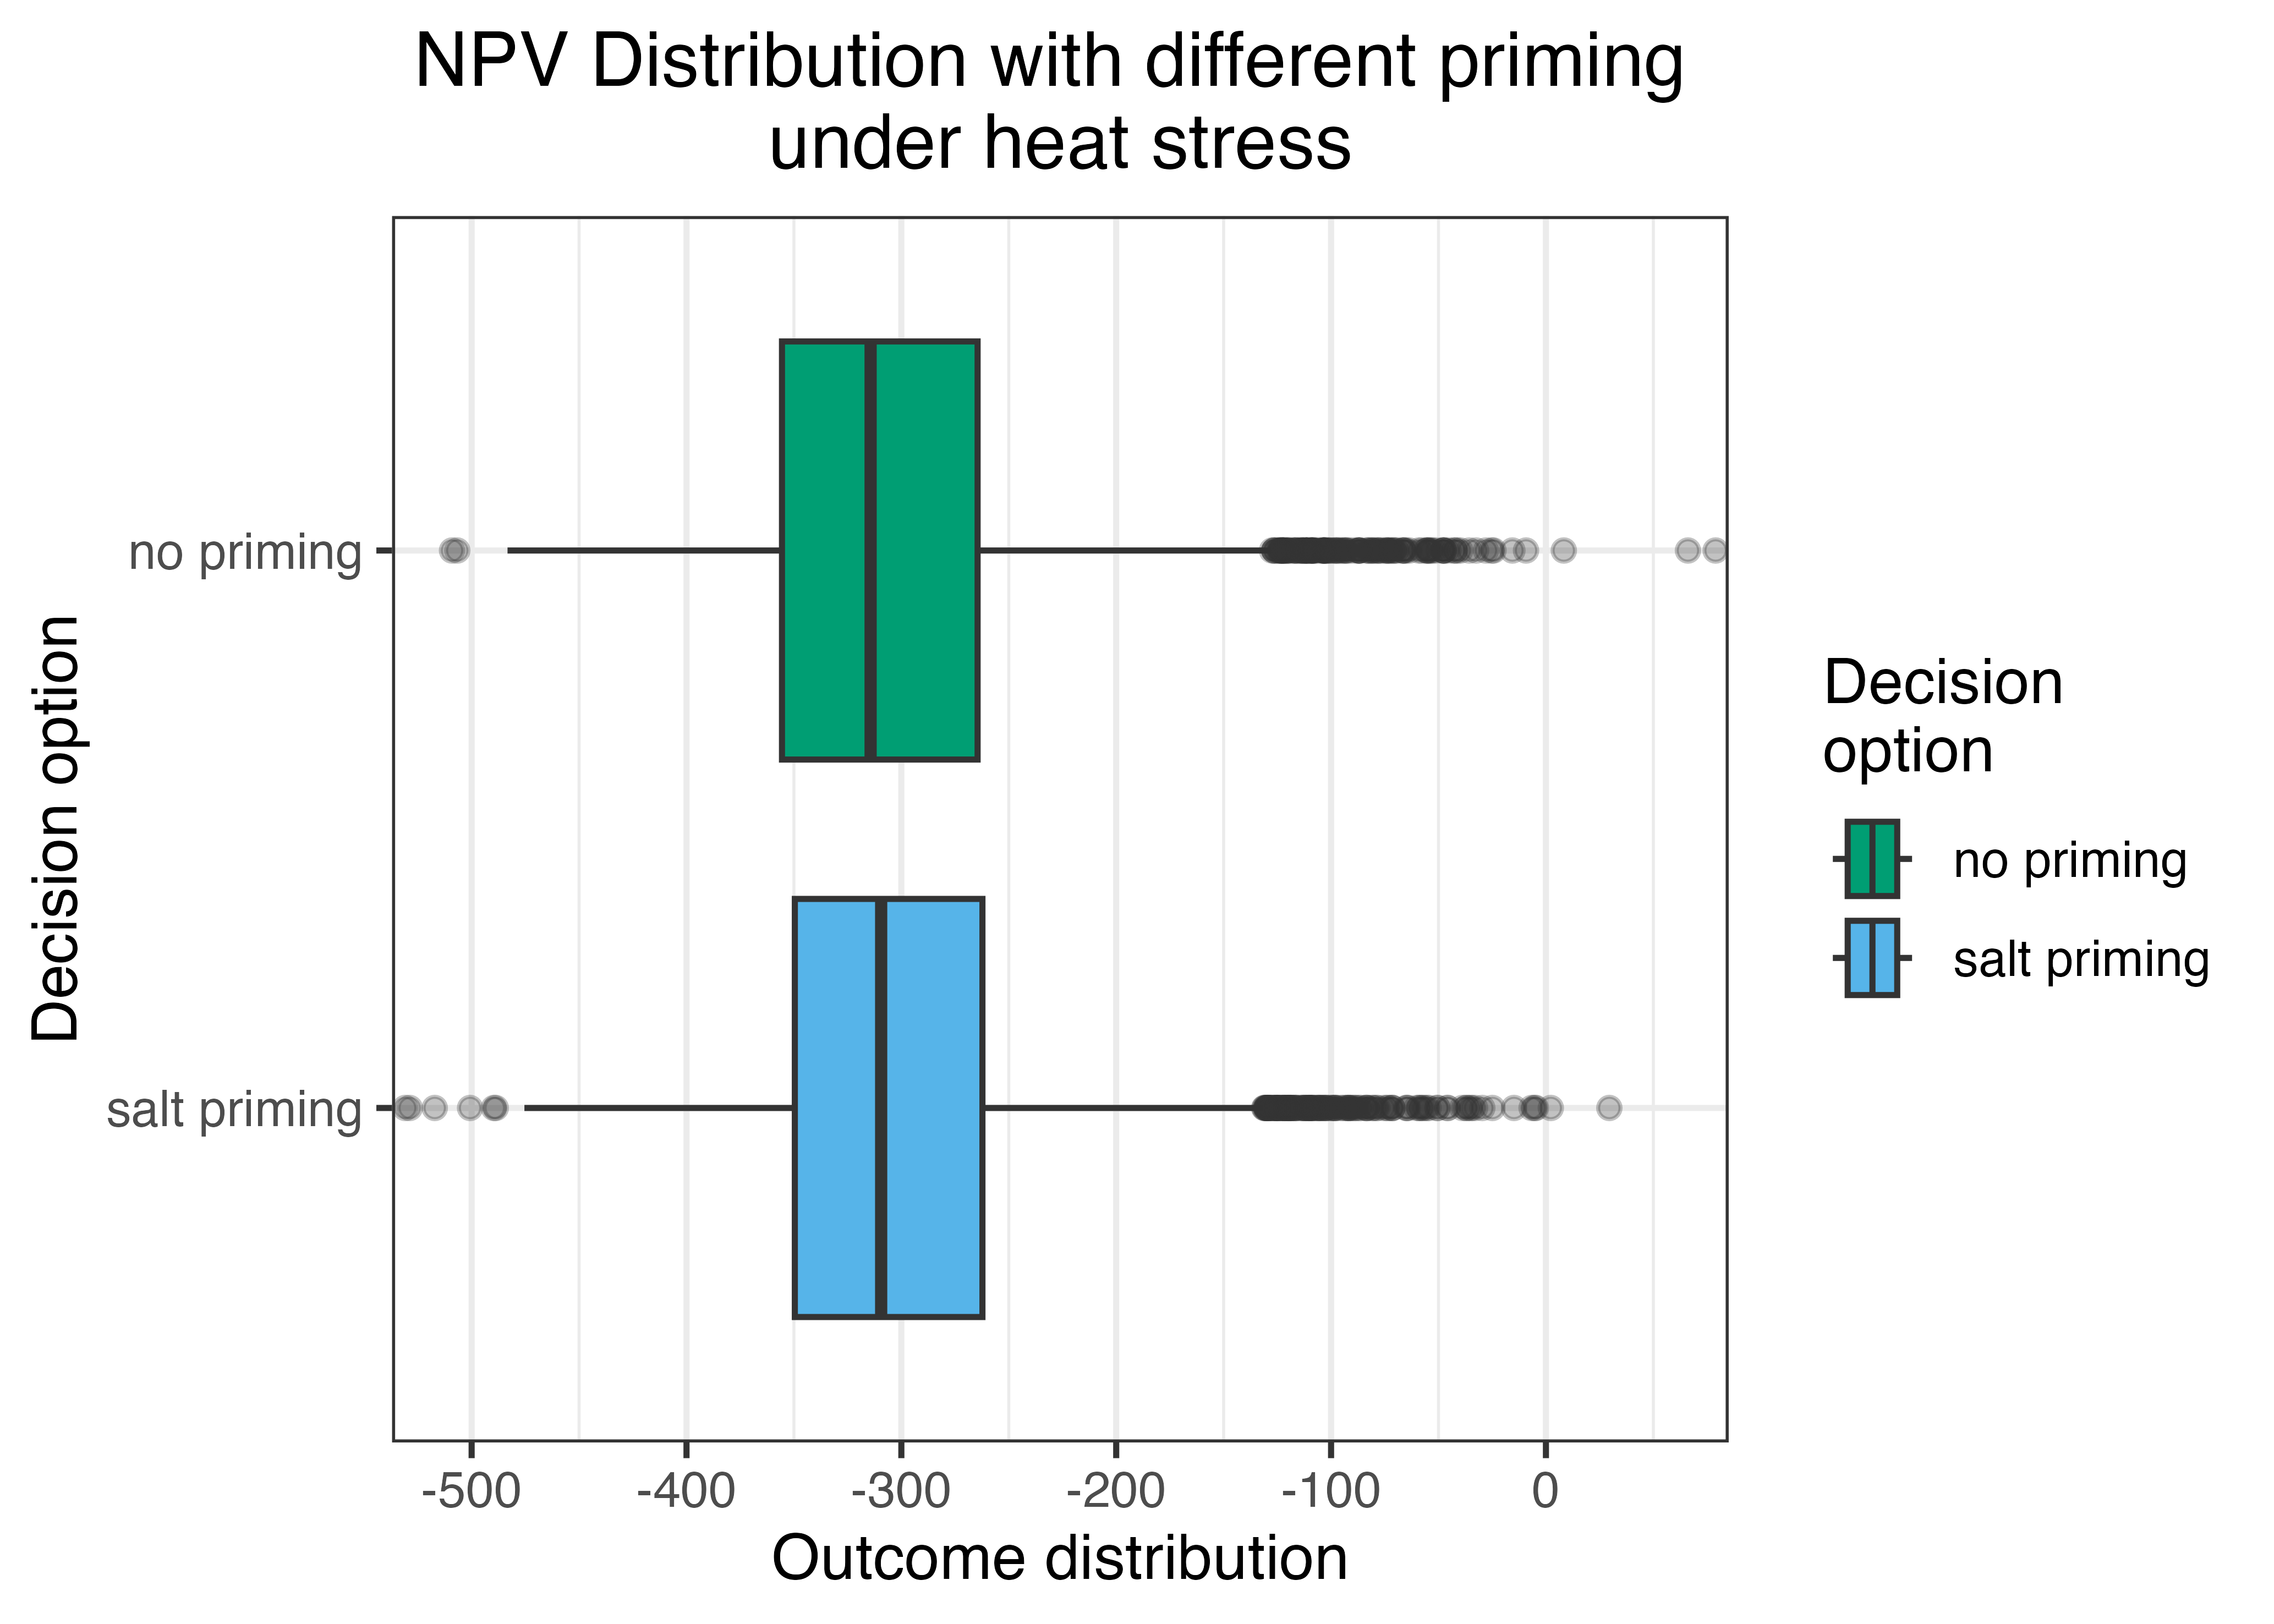 NPV Distribution with different priming
under heat stress
Decision option
no priming
salt priming
-500
-400
-300
-200
-100
0
Outcome distribution
Decision
option
no priming
salt priming